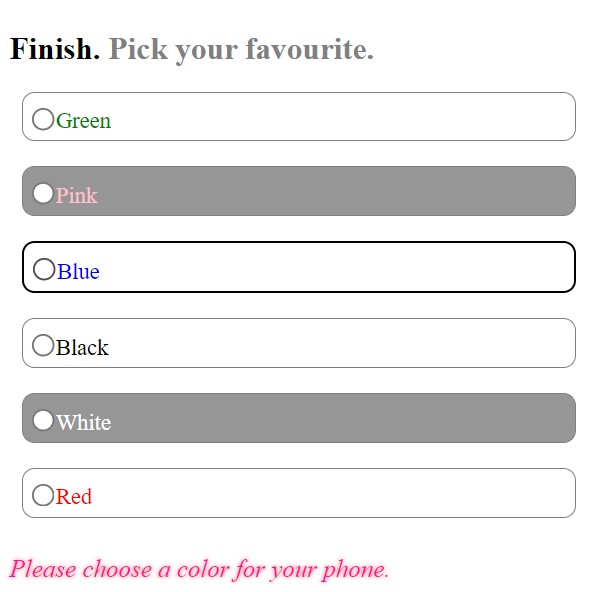 Finish. Pick your favourite.
Green
Pink
Blue
Black
White
Red
Please choose a color for your phone.